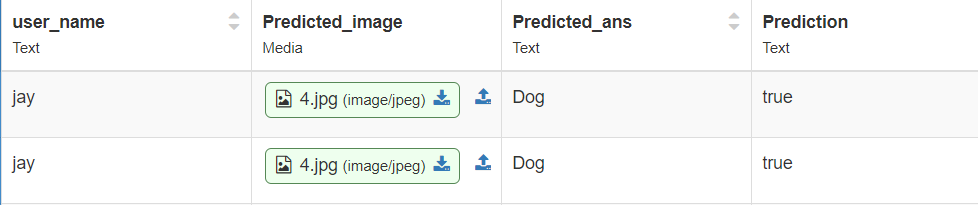 user_name Predicted_image Predicted_ans Prediction
Text Media Text Text
jay 4.jpg (image/jpeg) Dog true
jay 4.jpg (image/jpeg) Dog true